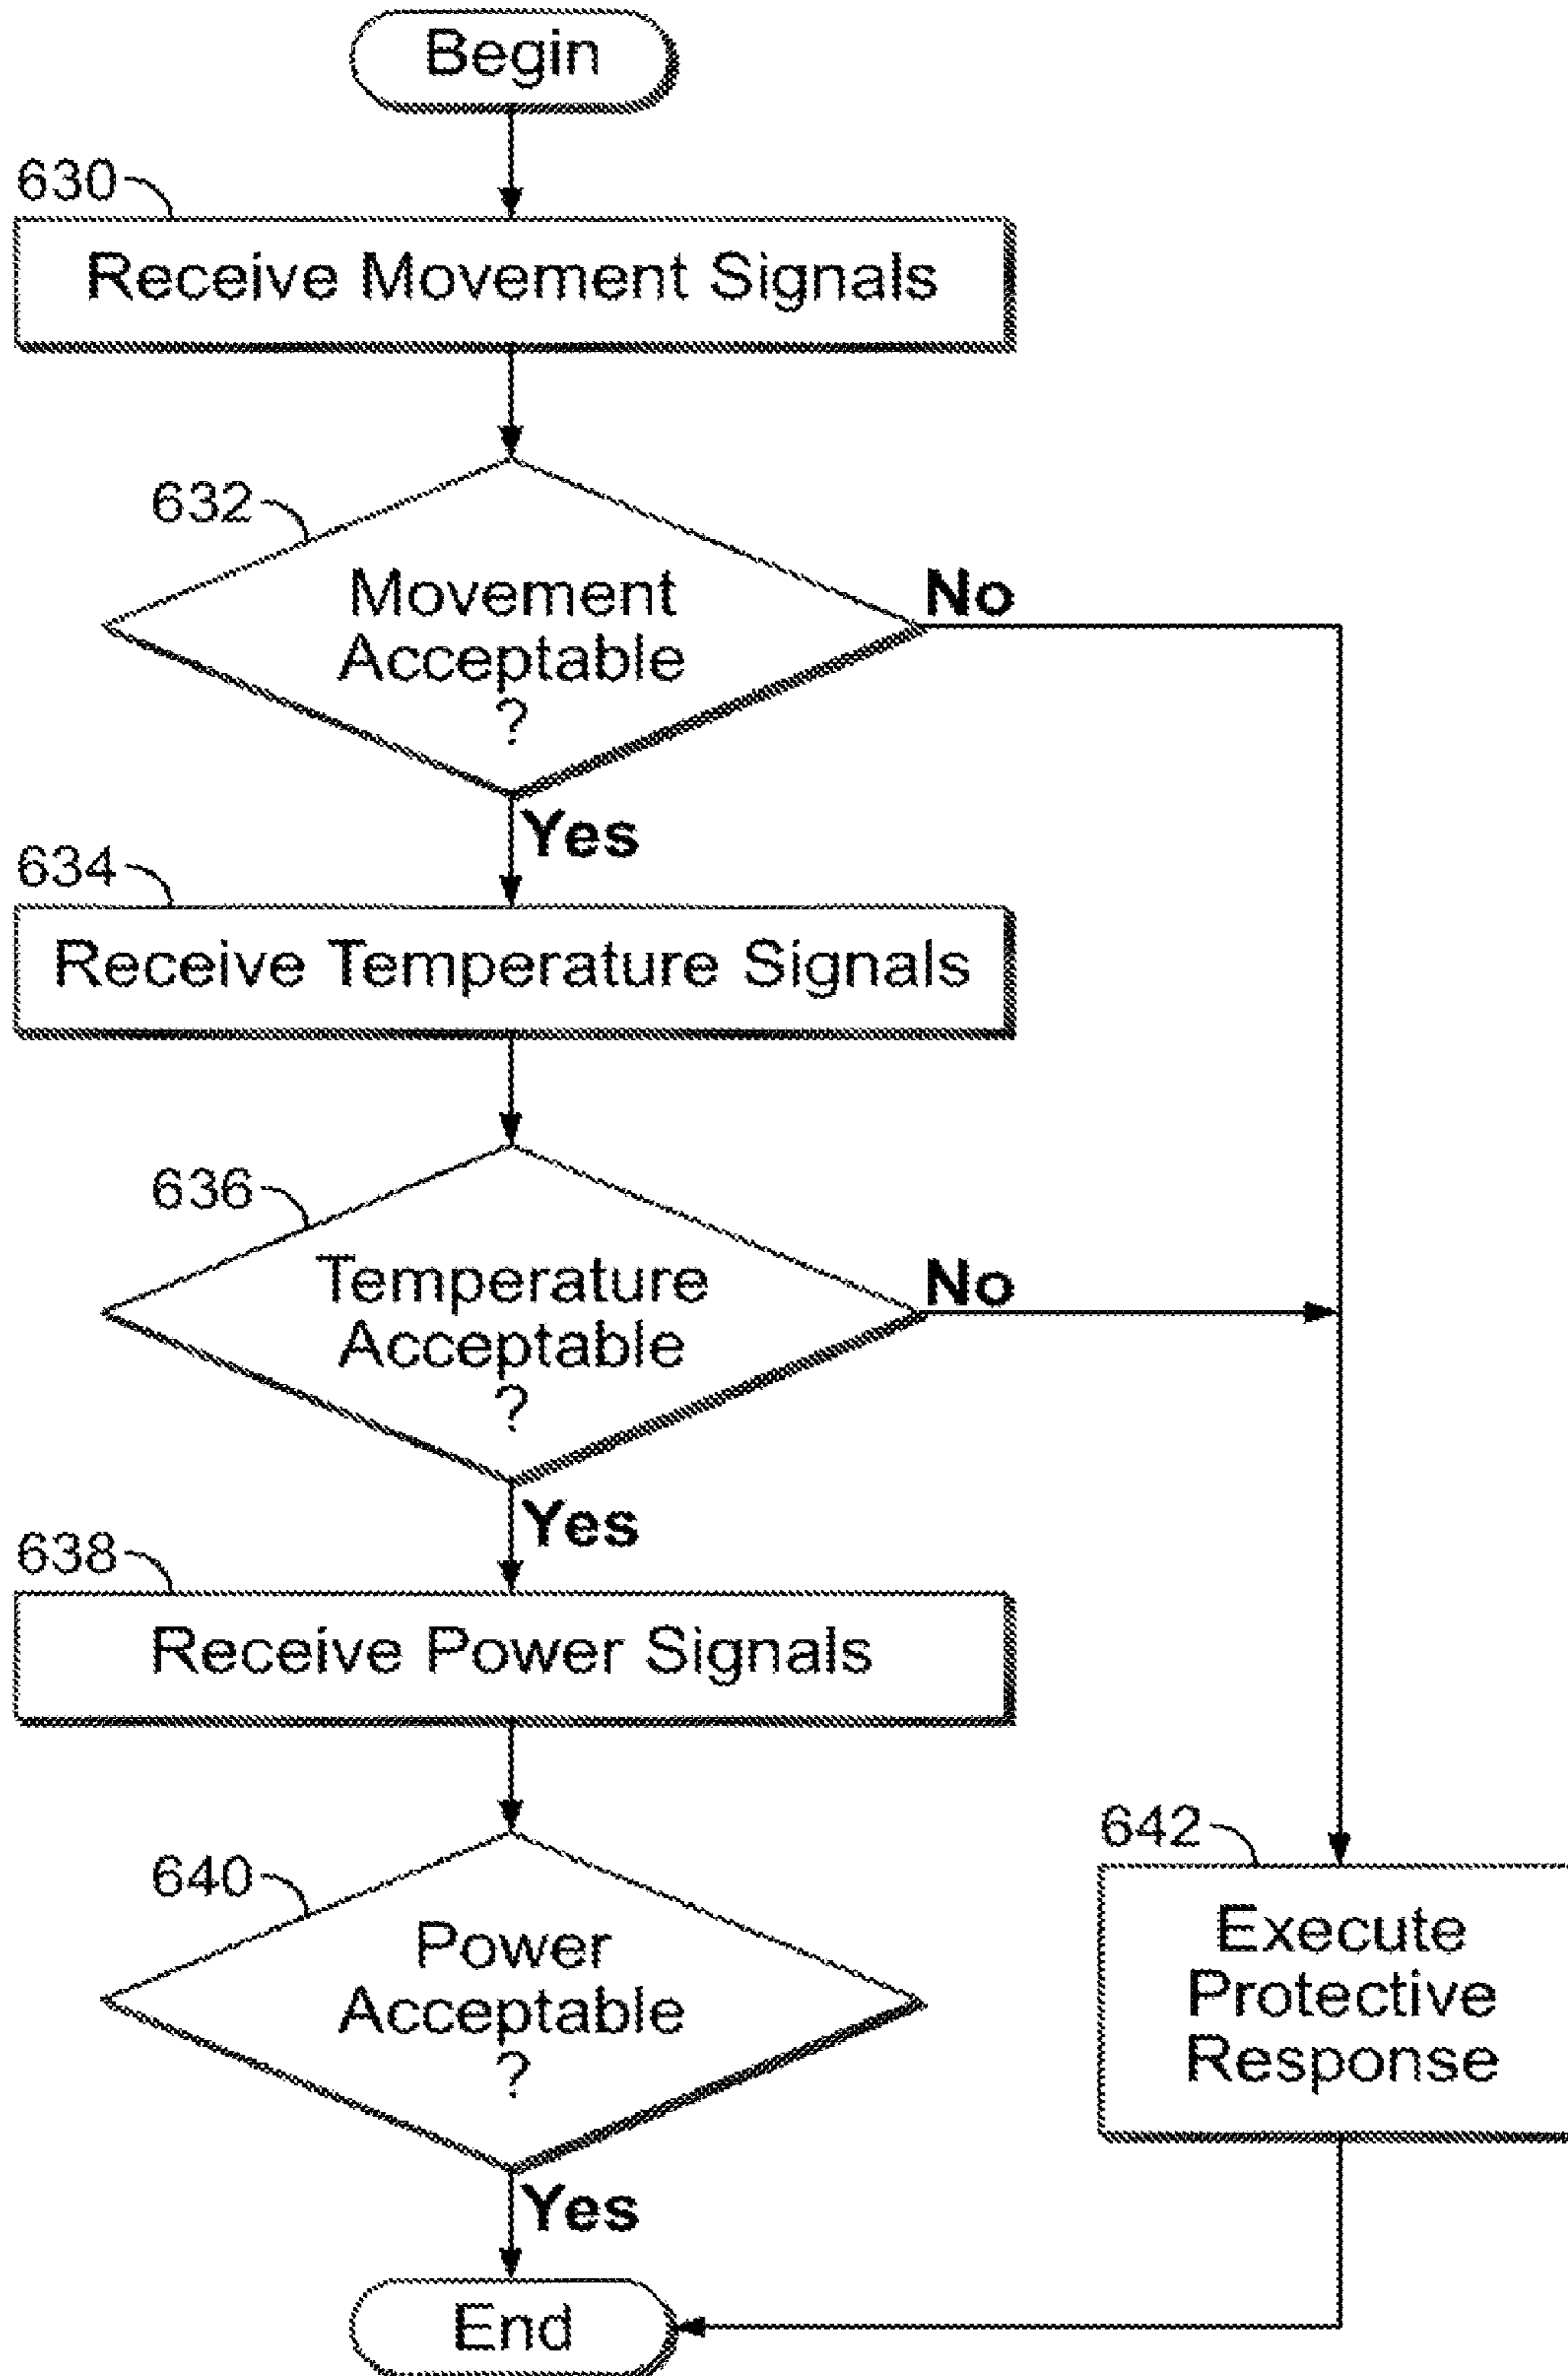 Begin
630
Receive Movement Signals
632
Movement
Acceptable
?
No
Yes
634
Receive Temperature Signals
636
Temperature
Acceptable
?
No
Yes
638
Receive Power Signals
640
Power
Acceptable
?
Yes
642
Execute
Protective
Response
End